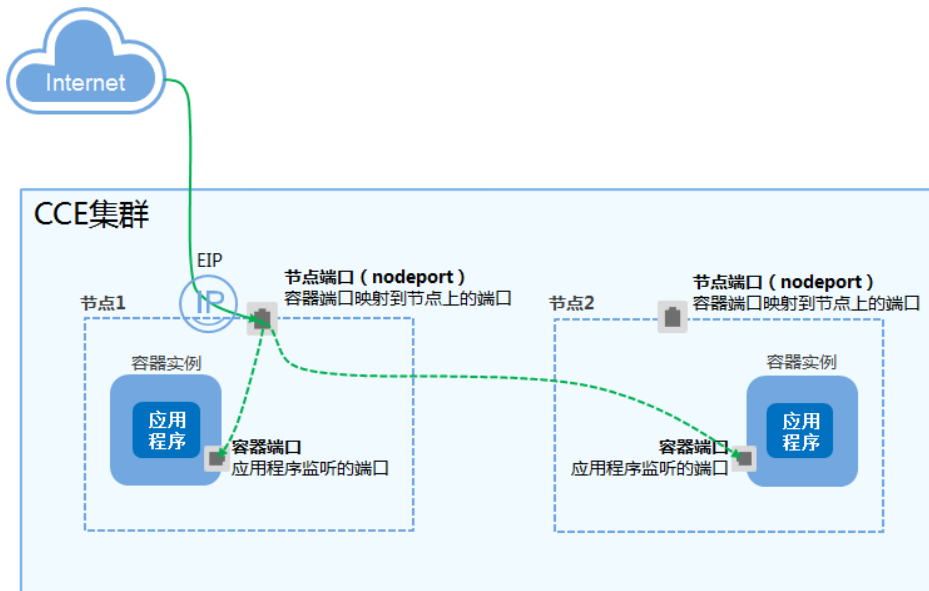 Internet
CCE集群
EIP
IP
节点1
节点端口（nodeport）
容器端口映射到节点上的端口
节点2
节点端口（nodeport）
容器端口映射到节点上的端口
容器实例
应用
程序
容器端口
应用程序监听的端口
容器实例
应用
程序
容器端口
应用程序监听的端口